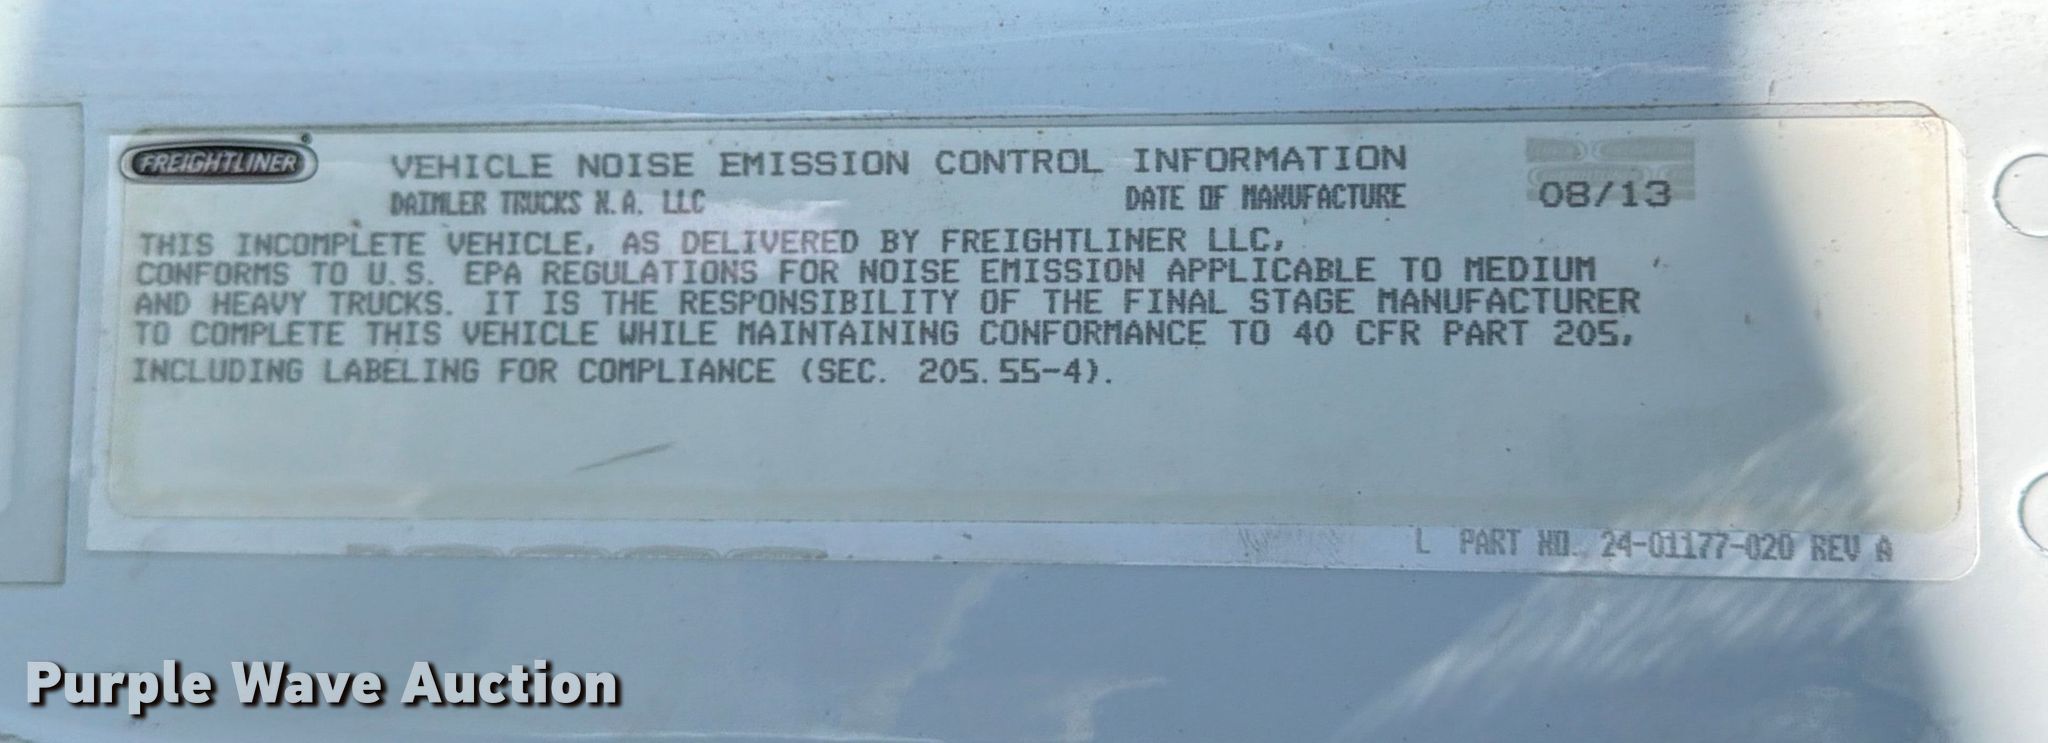 FREIGHTLINER
VEHICLE NOISE EMISSION CONTROL INFORMATION
DAIMLER TRUCKS N.A. LLC DATE OF MANUFACTURE 08/13
THIS INCOMPLETE VEHICLE, AS DELIVERED BY FREIGHTLINER LLC,
CONFORMS TO U.S. EPA REGULATIONS FOR NOISE EMISSION APPLICABLE TO MEDIUM
AND HEAVY TRUCKS. IT IS THE RESPONSIBILITY OF THE FINAL STAGE MANUFACTURER
TO COMPLETE THIS VEHICLE WHILE MAINTAINING CONFORMANCE TO 40 CFR PART 205,
INCLUDING LABELING FOR COMPLIANCE (SEC. 205.55-4).
L PART NO. 24-01177-020 REV A
Purple Wave Auction